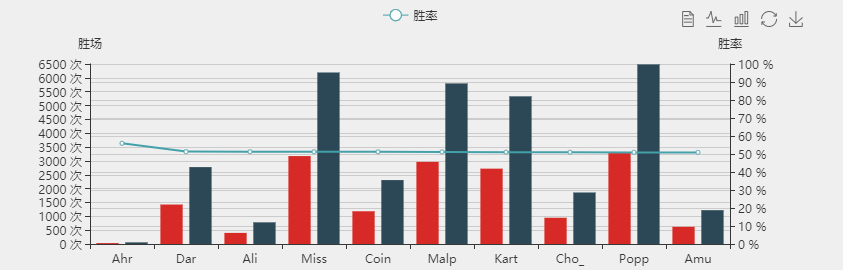 胜率
胜场
胜率
6500 次
6000 次
5500 次
5000 次
4500 次
4000 次
3500 次
3000 次
2500 次
2000 次
1500 次
1000 次
500 次
0 次
100 %
90 %
80 %
70 %
60 %
50 %
40 %
30 %
20 %
10 %
0 %
Ahr Dar Ali Miss Coin Malp Kart Cho_ Popp Amu